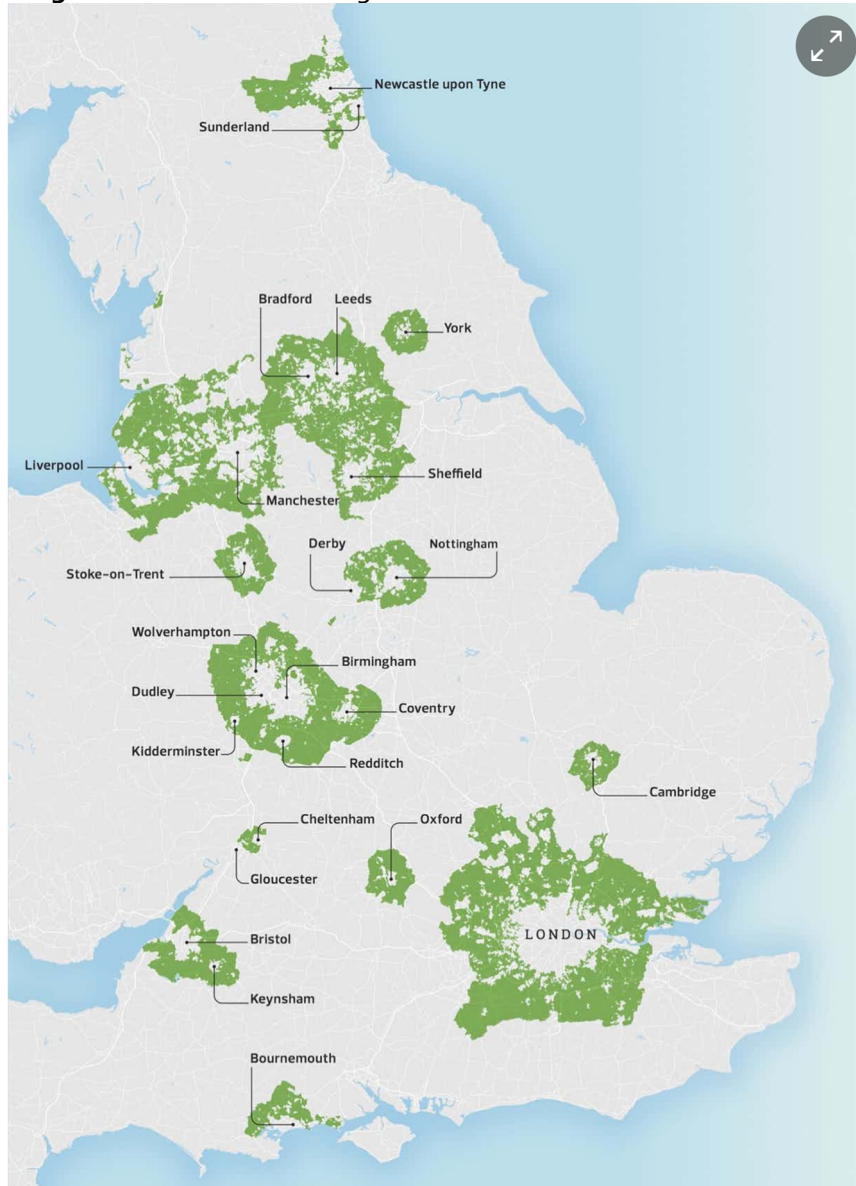 Newcastle upon Tyne
Sunderland
Bradford
Leeds
York
Liverpool
Sheffield
Manchester
Derby
Nottingham
Stoke-on-Trent
Wolverhampton
Birmingham
Dudley
Coventry
Kidderminster
Redditch
Cambridge
Cheltenham
Oxford
Gloucester
LONDON
Bristol
Keynsham
Bournemouth